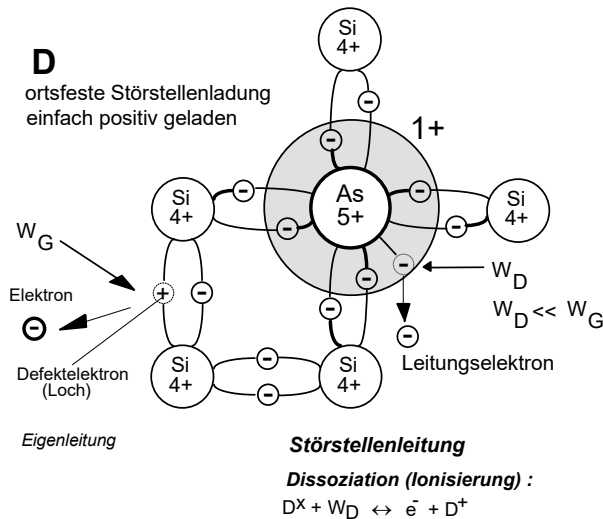 Si
4+
D
ortsfeste Störstellenladung
einfach positiv geladen
-
-
1+
Si
4+
-
As
5+
-
Si
4+
-
-
-
W_G
W_D
W_D << W_G
Elektron
-
+
-
-
-
-
Leitungselektron
Defektelektron
(Loch)
Si
4+
-
-
Si
4+
Eigenleitung
Störstellenleitung
Dissoziation (Ionisierung) :
D^x + W_D ↔ e^- + D^+